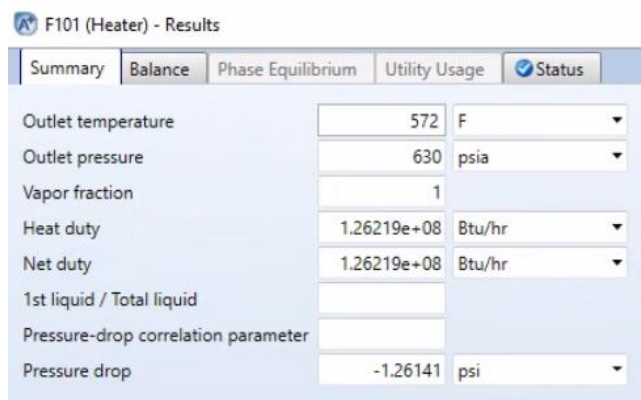 F101 (Heater) - Results
Summary Balance Phase Equilibrium Utility Usage Status
Outlet temperature 572 F
Outlet pressure 630 psia
Vapor fraction 1
Heat duty 1.26219e+08 Btu/hr
Net duty 1.26219e+08 Btu/hr
1st liquid / Total liquid
Pressure-drop correlation parameter
Pressure drop -1.26141 psi